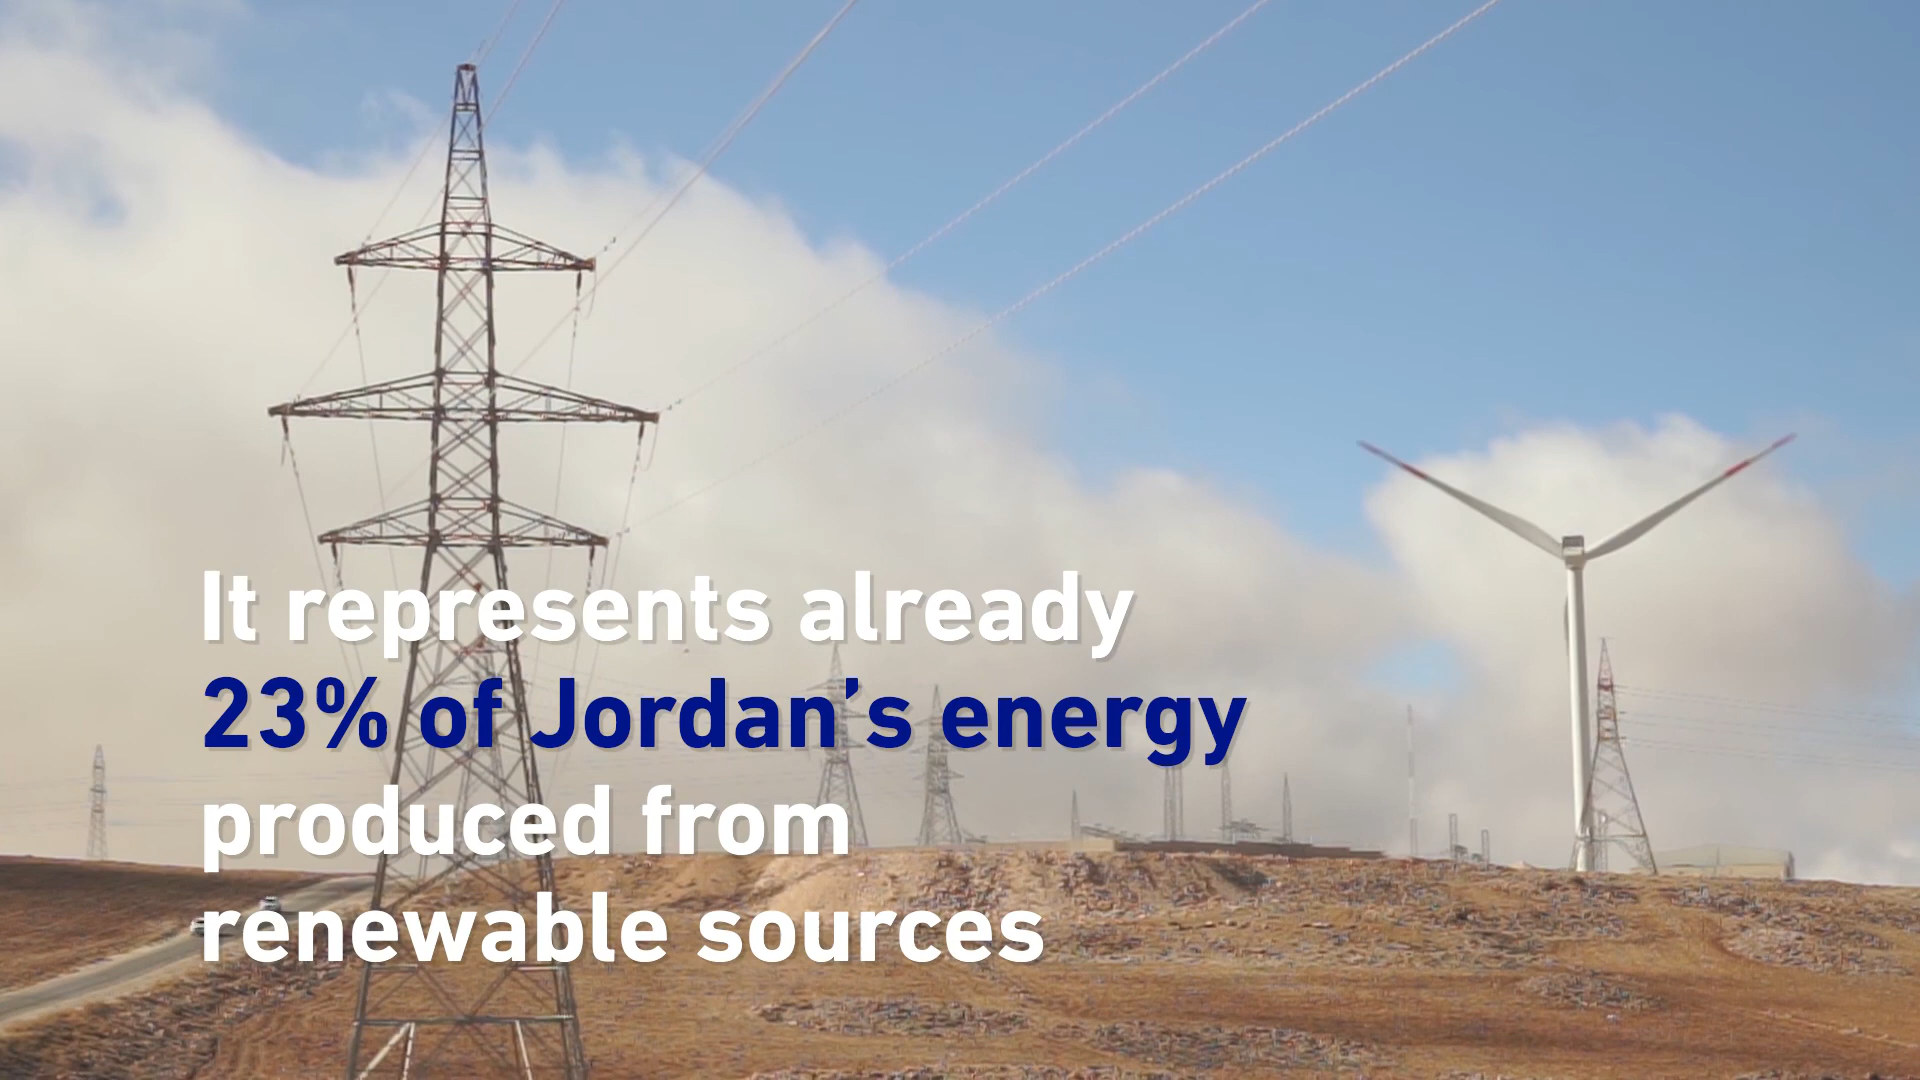 It represents already
23% of Jordan's energy
produced from
renewable sources